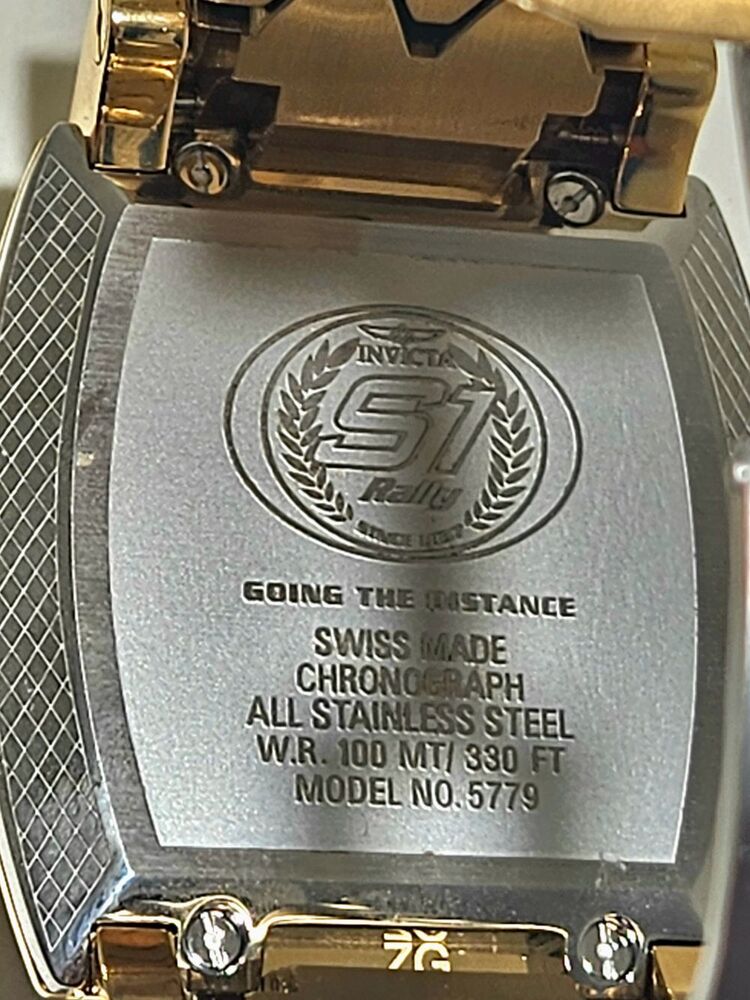 INVICTA
S1
Rally
SINCE
GOING THE DISTANCE
SWISS MADE
CHRONOGRAPH
ALL STAINLESS STEEL
W.R. 100 MT/ 330 FT
MODEL NO. 5779